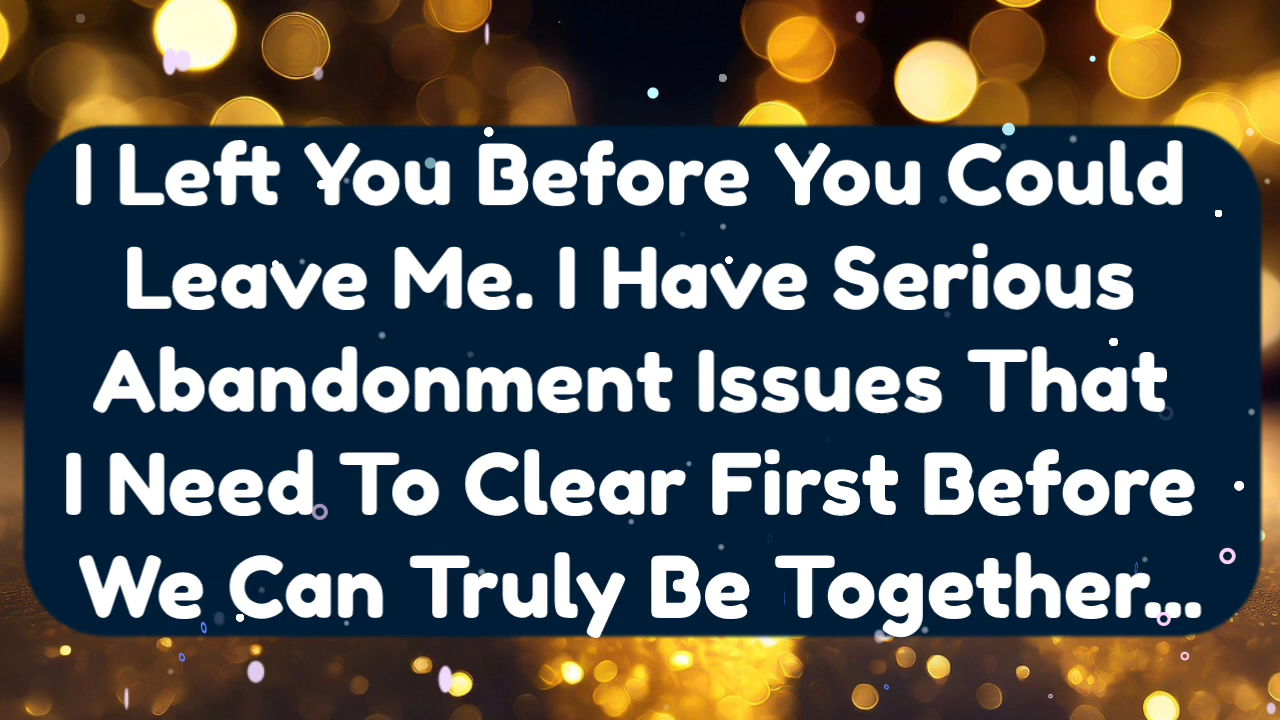 I Left You Before You Could
Leave Me. I Have Serious
Abandonment Issues That
I Need To Clear First Before
We Can Truly Be Together...